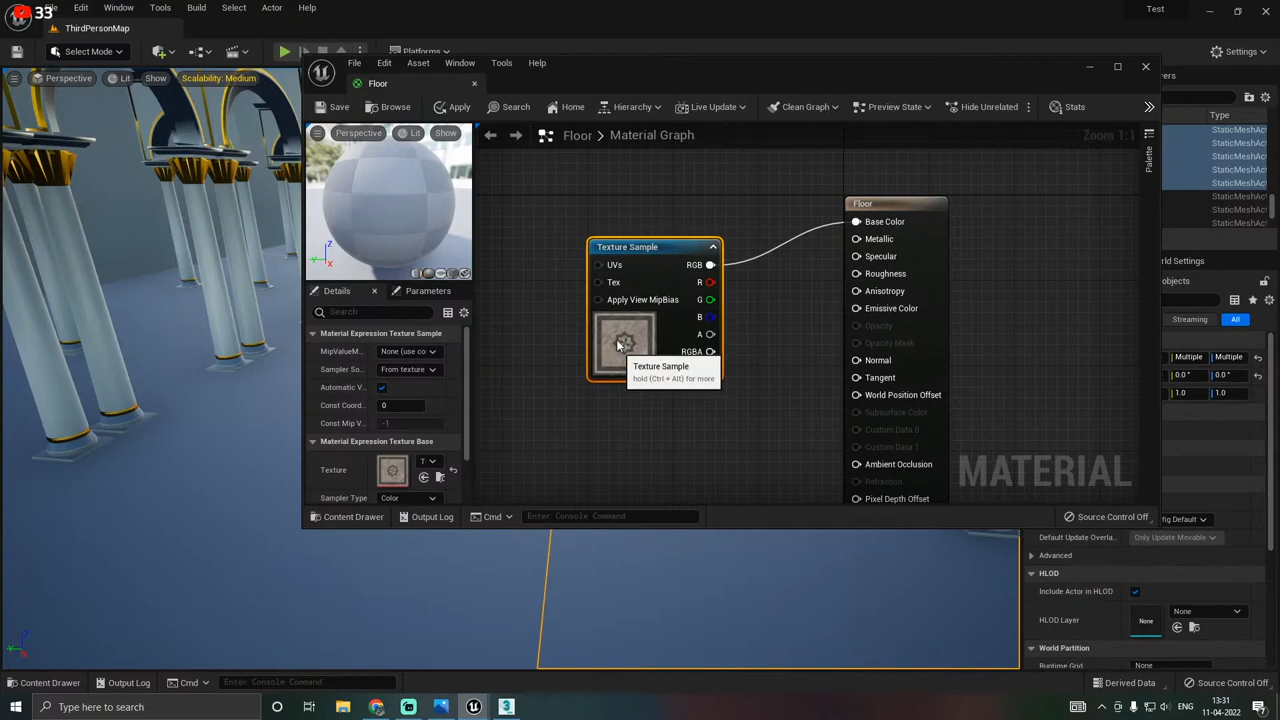 33
File Edit Window Tools Build Select Actor Help
Test
ThirdPersonMap
Select Mode
Platforms
Settings
Perspective Lit Show Scalability: Medium
File Edit Asset Window Tools Help
Floor
Save Browse Apply Search Home Hierarchy Live Update Clean Graph Preview State Hide Unrelated Stats
Perspective Lit Show
Floor > Material Graph
Zoom 1:1
Palette
Details
Parameters
Search
Material Expression Texture Sample
MipValueM... None (use co
Sampler So... From texture
Automatic V...
Const Coord... 0
Const Mip V... -1
Material Expression Texture Base
Texture
T
Sampler Type Color
Texture Sample
UVs RGB
Tex R
Apply View MipBias G
B
A
RGBA
Texture Sample
hold (Ctrl + Alt) for more
Floor
Base Color
Metallic
Specular
Roughness
Anisotropy
Emissive Color
Opacity
Opacity Mask
Normal
Tangent
World Position Offset
Subsurface Color
Custom Data 0
Custom Data 1
Ambient Occlusion
Refraction
Pixel Depth Offset
MATERIAL
Content Drawer Output Log Cmd Enter Console Command Source Control Off
Type
StaticMeshAct
StaticMeshAct
StaticMeshAct
StaticMeshAct
StaticMeshAct
StaticMeshAct
StaticMeshAct
Streaming All
Multiple Multiple
0.0 ° 0.0 °
1.0 1.0
Default Update Overla... Only Update Movable
Advanced
HLOD
Include Actor in HLOD
HLOD Layer None None
World Partition
Runtime Grid None
Content Drawer Output Log Cmd Enter Console Command Derived Data Source Control Off
Type here to search
ENG
13:31
11-04-2022